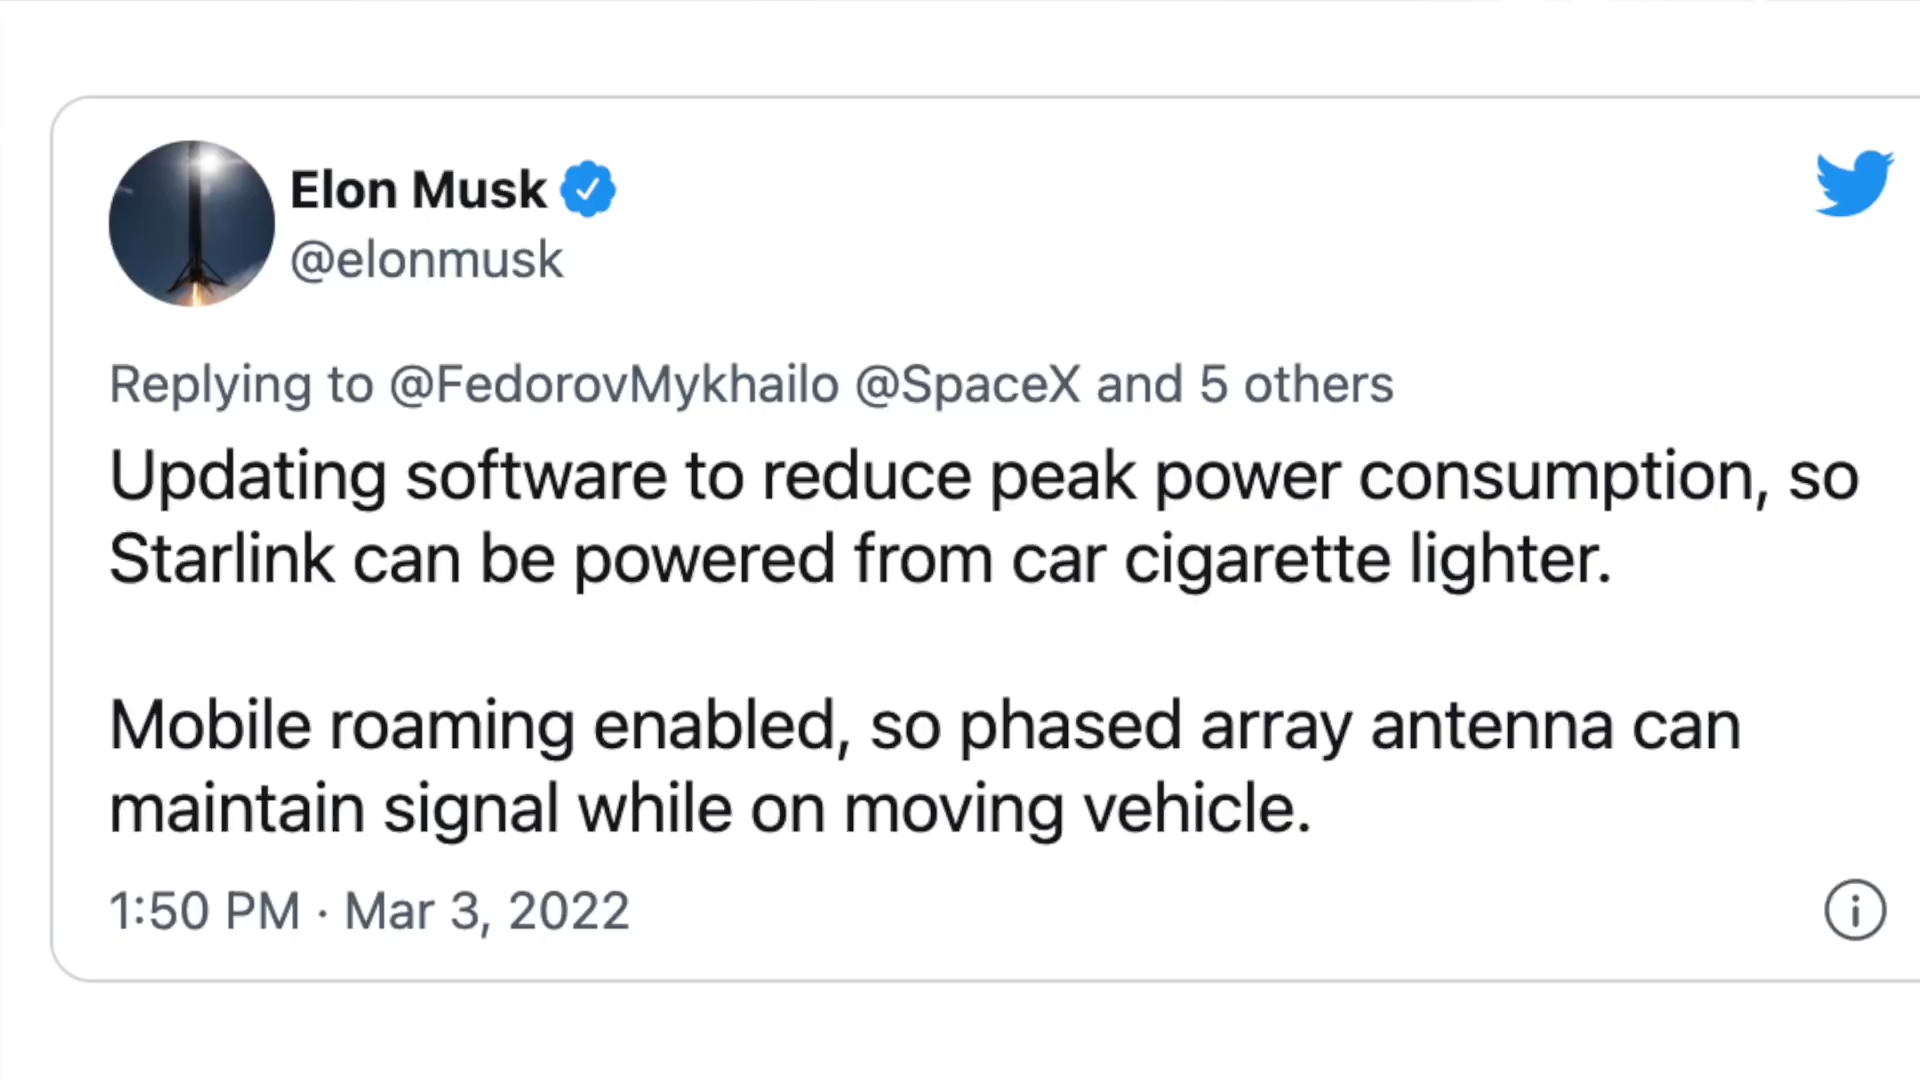 Elon Musk
@elonmusk
Replying to @FedorovMykhailo @SpaceX and 5 others
Updating software to reduce peak power consumption, so
Starlink can be powered from car cigarette lighter.
Mobile roaming enabled, so phased array antenna can
maintain signal while on moving vehicle.
1:50 PM · Mar 3, 2022